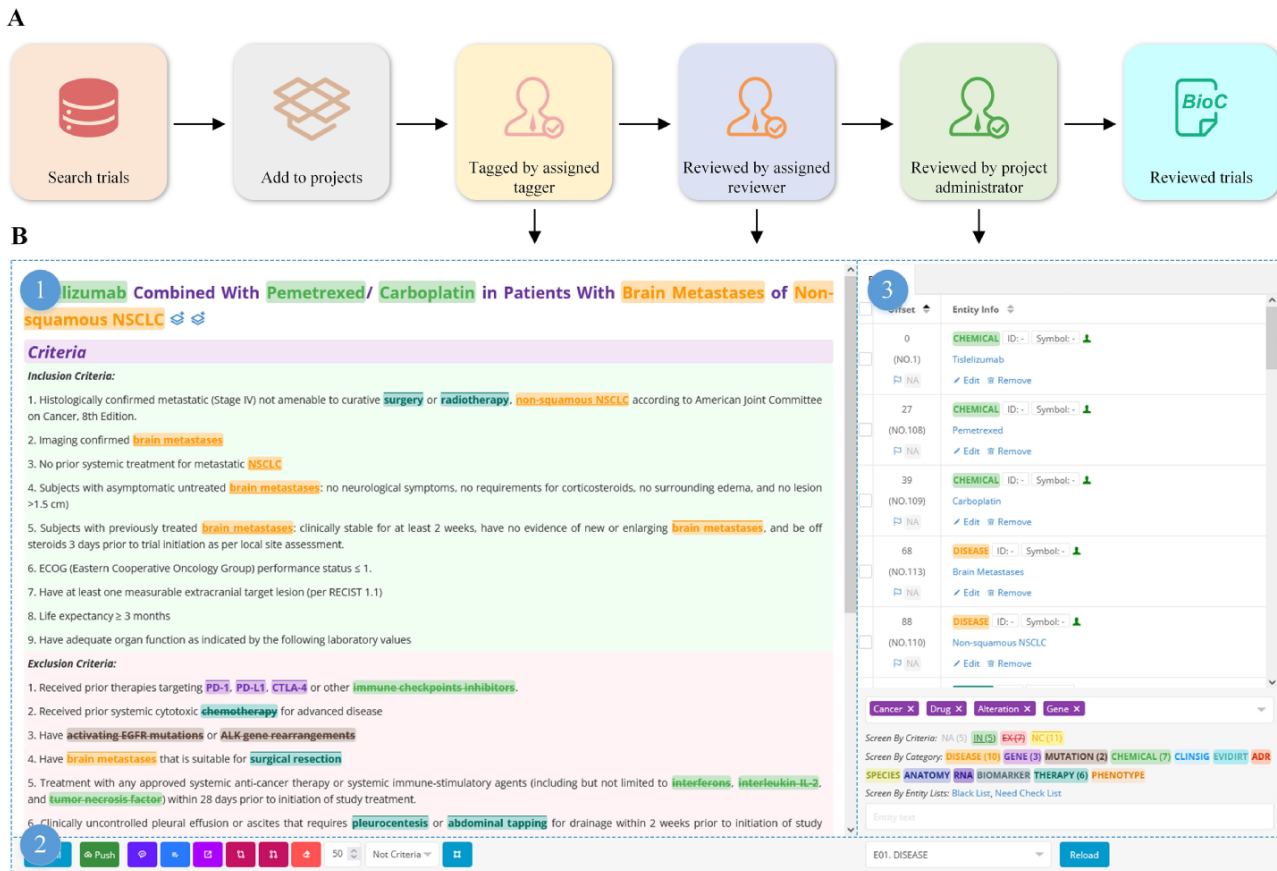 A
Search trials
Add to projects
Tagged by assigned
tagger
Reviewed by assigned
reviewer
Reviewed by project
administrator
BioC
Reviewed trials
B
1
lizumab Combined With Pemetrexed/ Carboplatin in Patients With Brain Metastases of Non-
squamous NSCLC
Criteria
Inclusion Criteria:
1. Histologically confirmed metastatic (Stage IV) not amenable to curative surgery or radiotherapy, non-squamous NSCLC according to American Joint Committee
on Cancer, 8th Edition.
2. Imaging confirmed brain metastases
3. No prior systemic treatment for metastatic NSCLC
4. Subjects with asymptomatic untreated brain metastases: no neurological symptoms, no requirements for corticosteroids, no surrounding edema, and no lesion
>1.5 cm)
5. Subjects with previously treated brain metastases: clinically stable for at least 2 weeks, have no evidence of new or enlarging brain metastases, and be off
steroids 3 days prior to trial initiation as per local site assessment.
6. ECOG (Eastern Cooperative Oncology Group) performance status ≤ 1.
7. Have at least one measurable extracranial target lesion (per RECIST 1.1)
8. Life expectancy ≥ 3 months
9. Have adequate organ function as indicated by the following laboratory values
Exclusion Criteria:
1. Received prior therapies targeting PD-1, PD-L1, CTLA-4 or other immune checkpoints inhibitors.
2. Received prior systemic cytotoxic chemotherapy for advanced disease
3. Have activating EGFR mutations or ALK gene rearrangements
4. Have brain metastases that is suitable for surgical resection
5. Treatment with any approved systemic anti-cancer therapy or systemic immune-stimulatory agents (including but not limited to interferons, interleukin IL-2,
and tumor necrosis factor) within 28 days prior to initiation of study treatment.
6. Clinically uncontrolled pleural effusion or ascites that requires pleurocentesis or abdominal tapping for drainage within 2 weeks prior to initiation of study
2
Push
50
Not Criteria
3
Offset
Entity Info
0
(NO.1)
NA
CHEMICAL ID: - Symbol: -
Tislelizumab
Edit Remove
27
(NO.108)
NA
CHEMICAL ID: - Symbol: -
Pemetrexed
Edit Remove
39
(NO.109)
NA
CHEMICAL ID: - Symbol: -
Carboplatin
Edit Remove
68
(NO.113)
NA
DISEASE ID: - Symbol: -
Brain Metastases
Edit Remove
88
(NO.110)
NA
DISEASE ID: - Symbol: -
Non-squamous NSCLC
Edit Remove
Cancer X Drug X Alteration X Gene X
Screen By Criteria: NA (5) IN (5) EX (7) NC (11)
Screen By Category: DISEASE (10) GENE (3) MUTATION (2) CHEMICAL (7) CLINSIG EVIDIRT ADR
SPECIES ANATOMY RNA BIOMARKER THERAPY (6) PHENOTYPE
Screen By Entity Lists: Black List, Need Check List
Entity text
E01. DISEASE
Reload